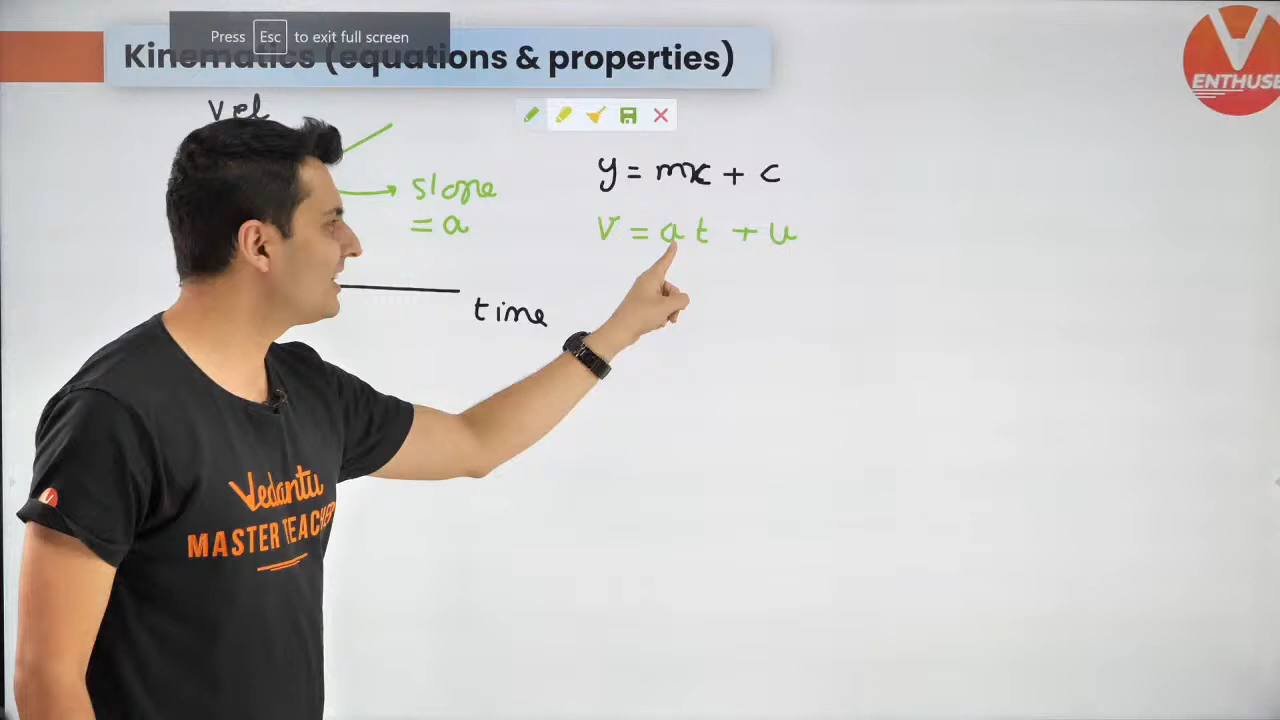 Press Esc to exit full screen
Kinematics (equations & properties)
V
ENTHUSE
Vel
y = mx + c
slope
= a
V = at + u
time
Vedantu
MASTER TEACHER